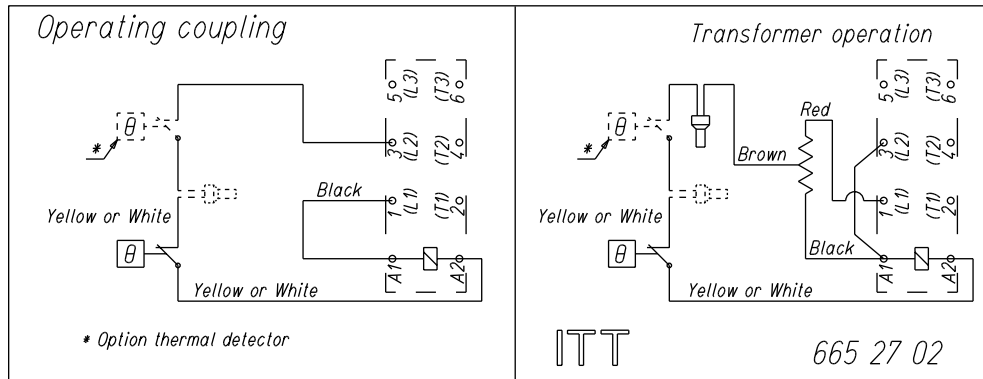 Operating coupling
5 (L3) (T3) 6
θ
*
3 (L2) (T2) 4
Black
1 (L1) (T1) 2
Yellow or White
θ
A1 A2
Yellow or White
* Option thermal detector
Transformer operation
5 (L3) (T3) 6
Red
θ
*
3 (L2) (T2) 4
Brown
1 (L1) (T1) 2
Yellow or White
θ
Black
A1 A2
Yellow or White
ITT
665 27 02